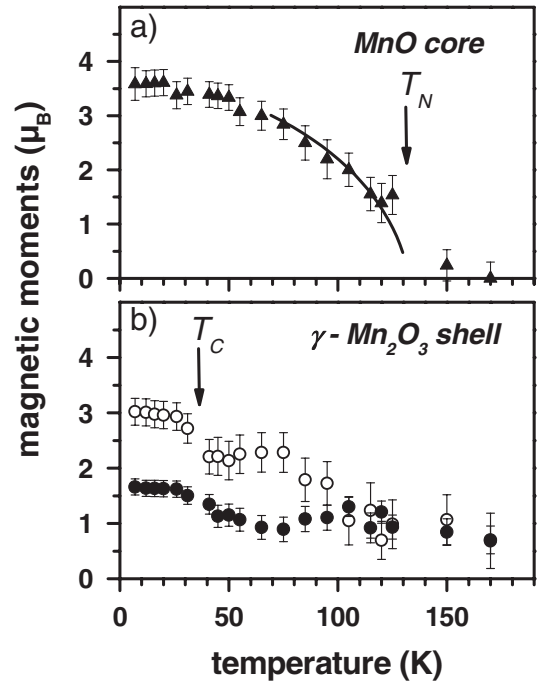 a)
MnO core
T_N
4
3
2
1
0
magnetic moments (μ_B)
b)
T_C
γ - Mn₂O₃ shell
4
3
2
1
0
0 50 100 150
temperature (K)